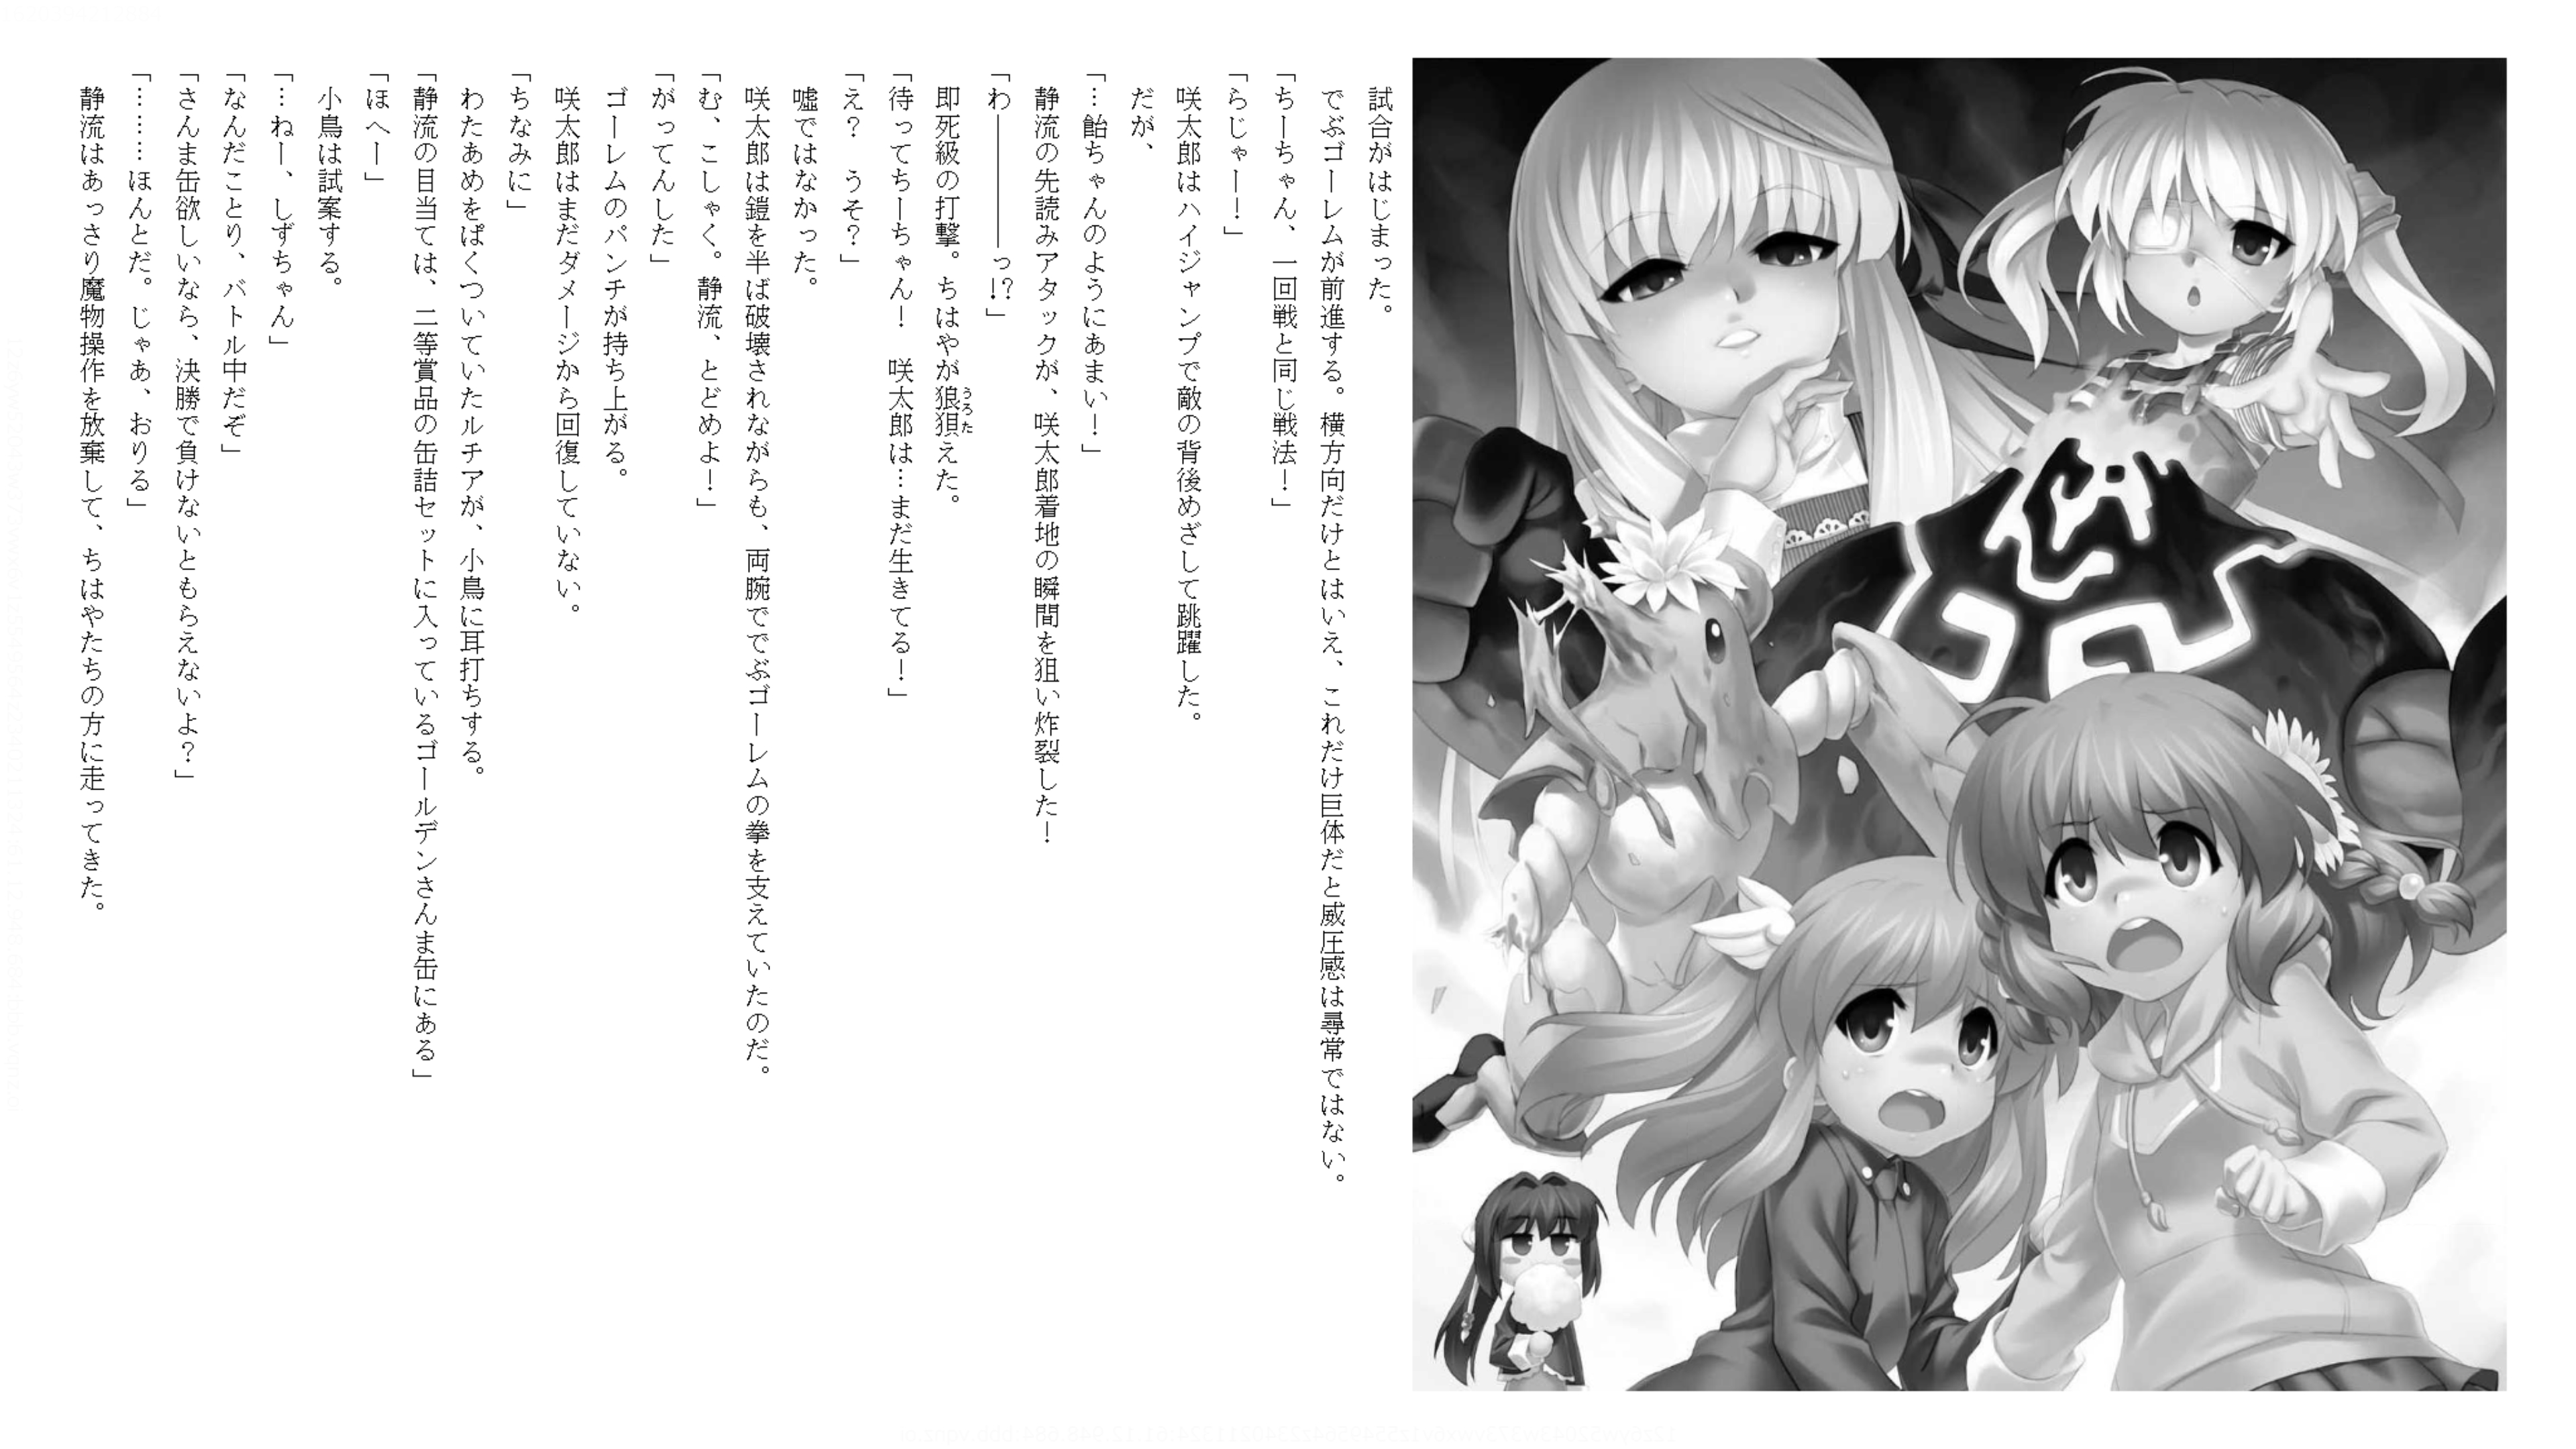 試合がはじまった。
でぶゴーレムが前進する。横方向だけとはいえ、これだけ巨体だと威圧感は尋常ではない。
「ちーちゃん、一回戦と同じ戦法！」
「らじゃー！」
咲太郎はハイジャンプで敵の背後めざして跳躍した。
だが、
「…飴ちゃんのようにあまい！」
静流の先読みアタックが、咲太郎着地の瞬間を狙い炸裂した！
「わ―――――っ!?」
即死級の打撃。ちはやが狼狽えた。
「待ってちーちゃん！　咲太郎は…まだ生きてる！」
「え？　うそ？」
嘘ではなかった。
咲太郎は鎧を半ば破壊されながらも、両腕ででぶゴーレムの拳を支えていたのだ。
「む、こしゃく。静流、とどめよ！」
「がってんした」
ゴーレムのパンチが持ち上がる。
咲太郎はまだダメージから回復していない。
「ちなみに」
わたあめをぱくついていたルチアが、小鳥に耳打ちする。
「静流の目当ては、二等賞品の缶詰セットに入っているゴールデンさんま缶にある」
「ほへー」
小鳥は試案する。
「…ねー、しずちゃん」
「なんだことり、バトル中だぞ」
「さんま缶欲しいなら、決勝で負けないともらえないよ？」
「………ほんとだ。じゃあ、おりる」
静流はあっさり魔物操作を放棄して、ちはやたちの方に走ってきた。